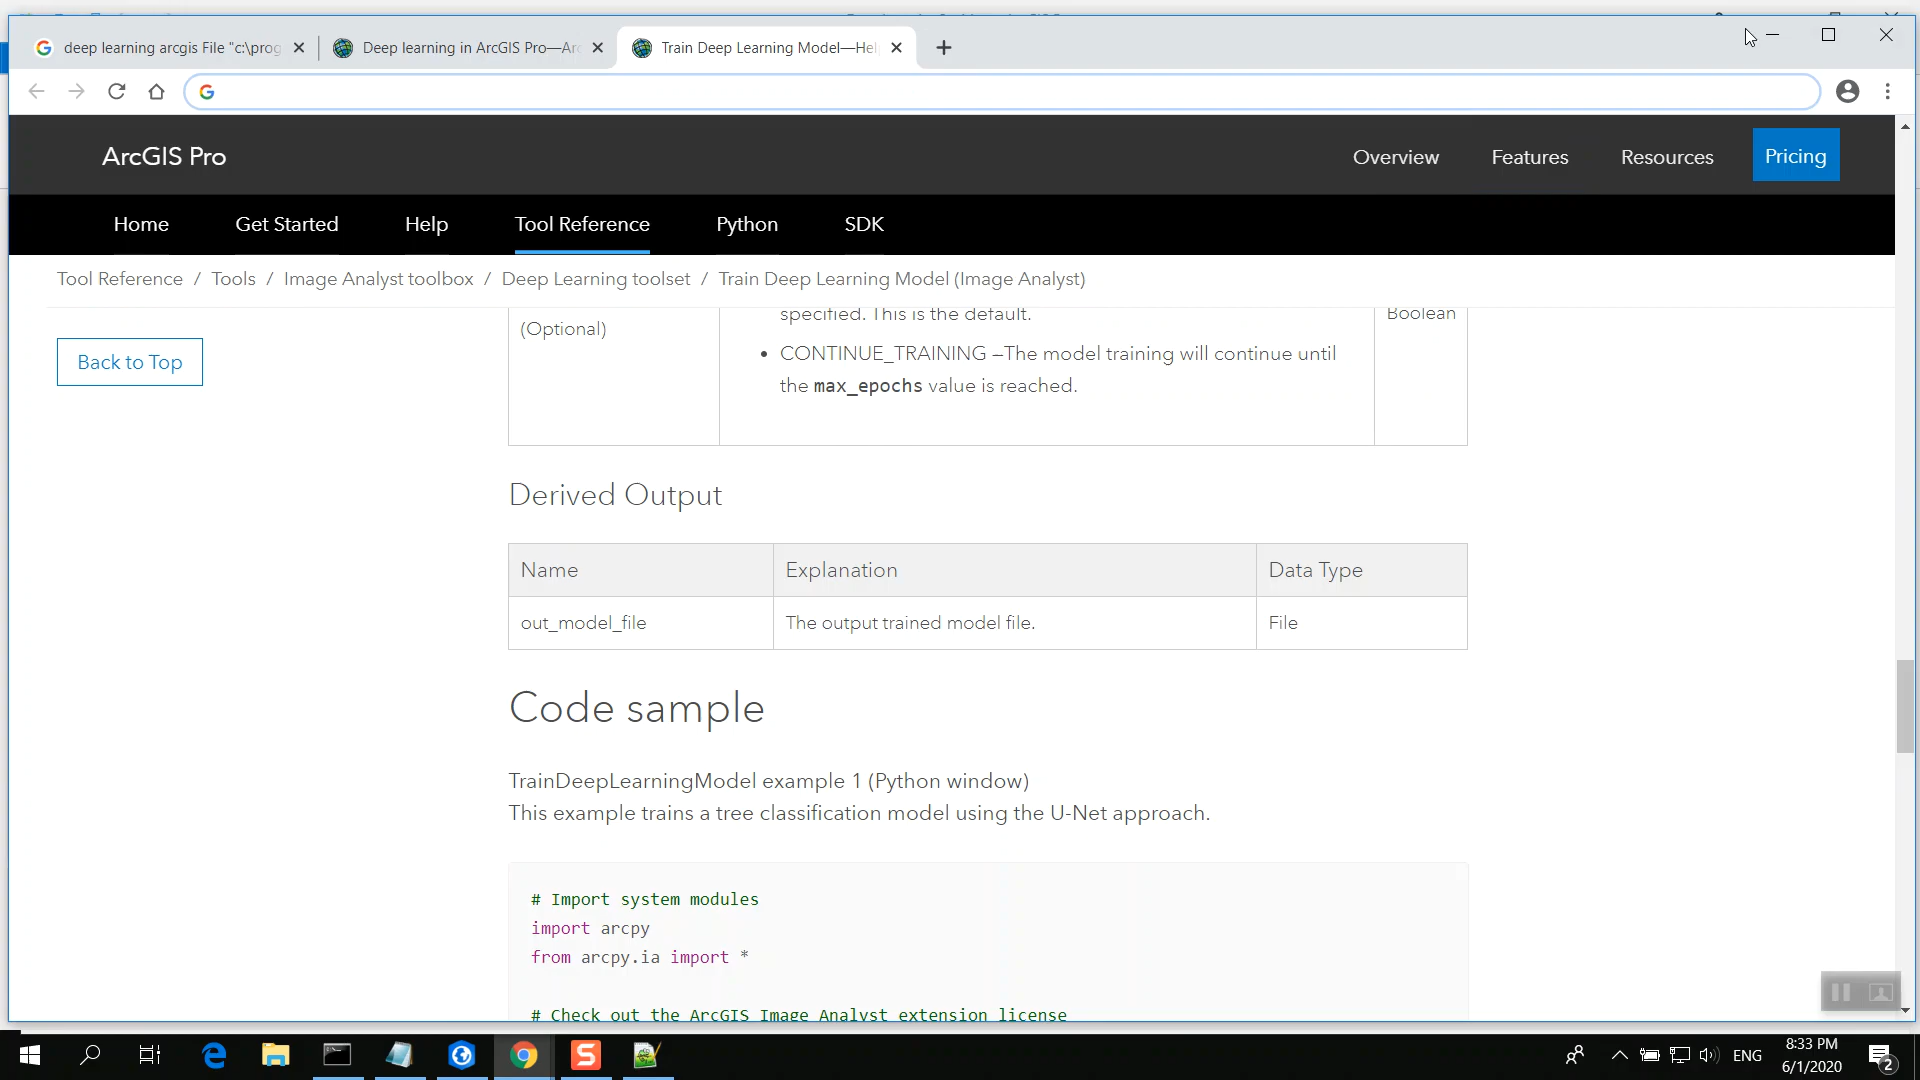 deep learning arcgis File "c:\prog
Deep learning in ArcGIS Pro—Arc
Train Deep Learning Model—Hel
ArcGIS Pro
Overview
Features
Resources
Pricing
Home
Get Started
Help
Tool Reference
Python
SDK
Tool Reference / Tools / Image Analyst toolbox / Deep Learning toolset / Train Deep Learning Model (Image Analyst)
Back to Top
(Optional)
specified. This is the default.
Boolean
• CONTINUE_TRAINING —The model training will continue until
the max_epochs value is reached.
Derived Output
Name Explanation Data Type
out_model_file The output trained model file. File
Code sample
TrainDeepLearningModel example 1 (Python window)
This example trains a tree classification model using the U-Net approach.
# Import system modules
import arcpy
from arcpy.ia import *
# Check out the ArcGIS Image Analyst extension license
ENG
8:33 PM
6/1/2020
2